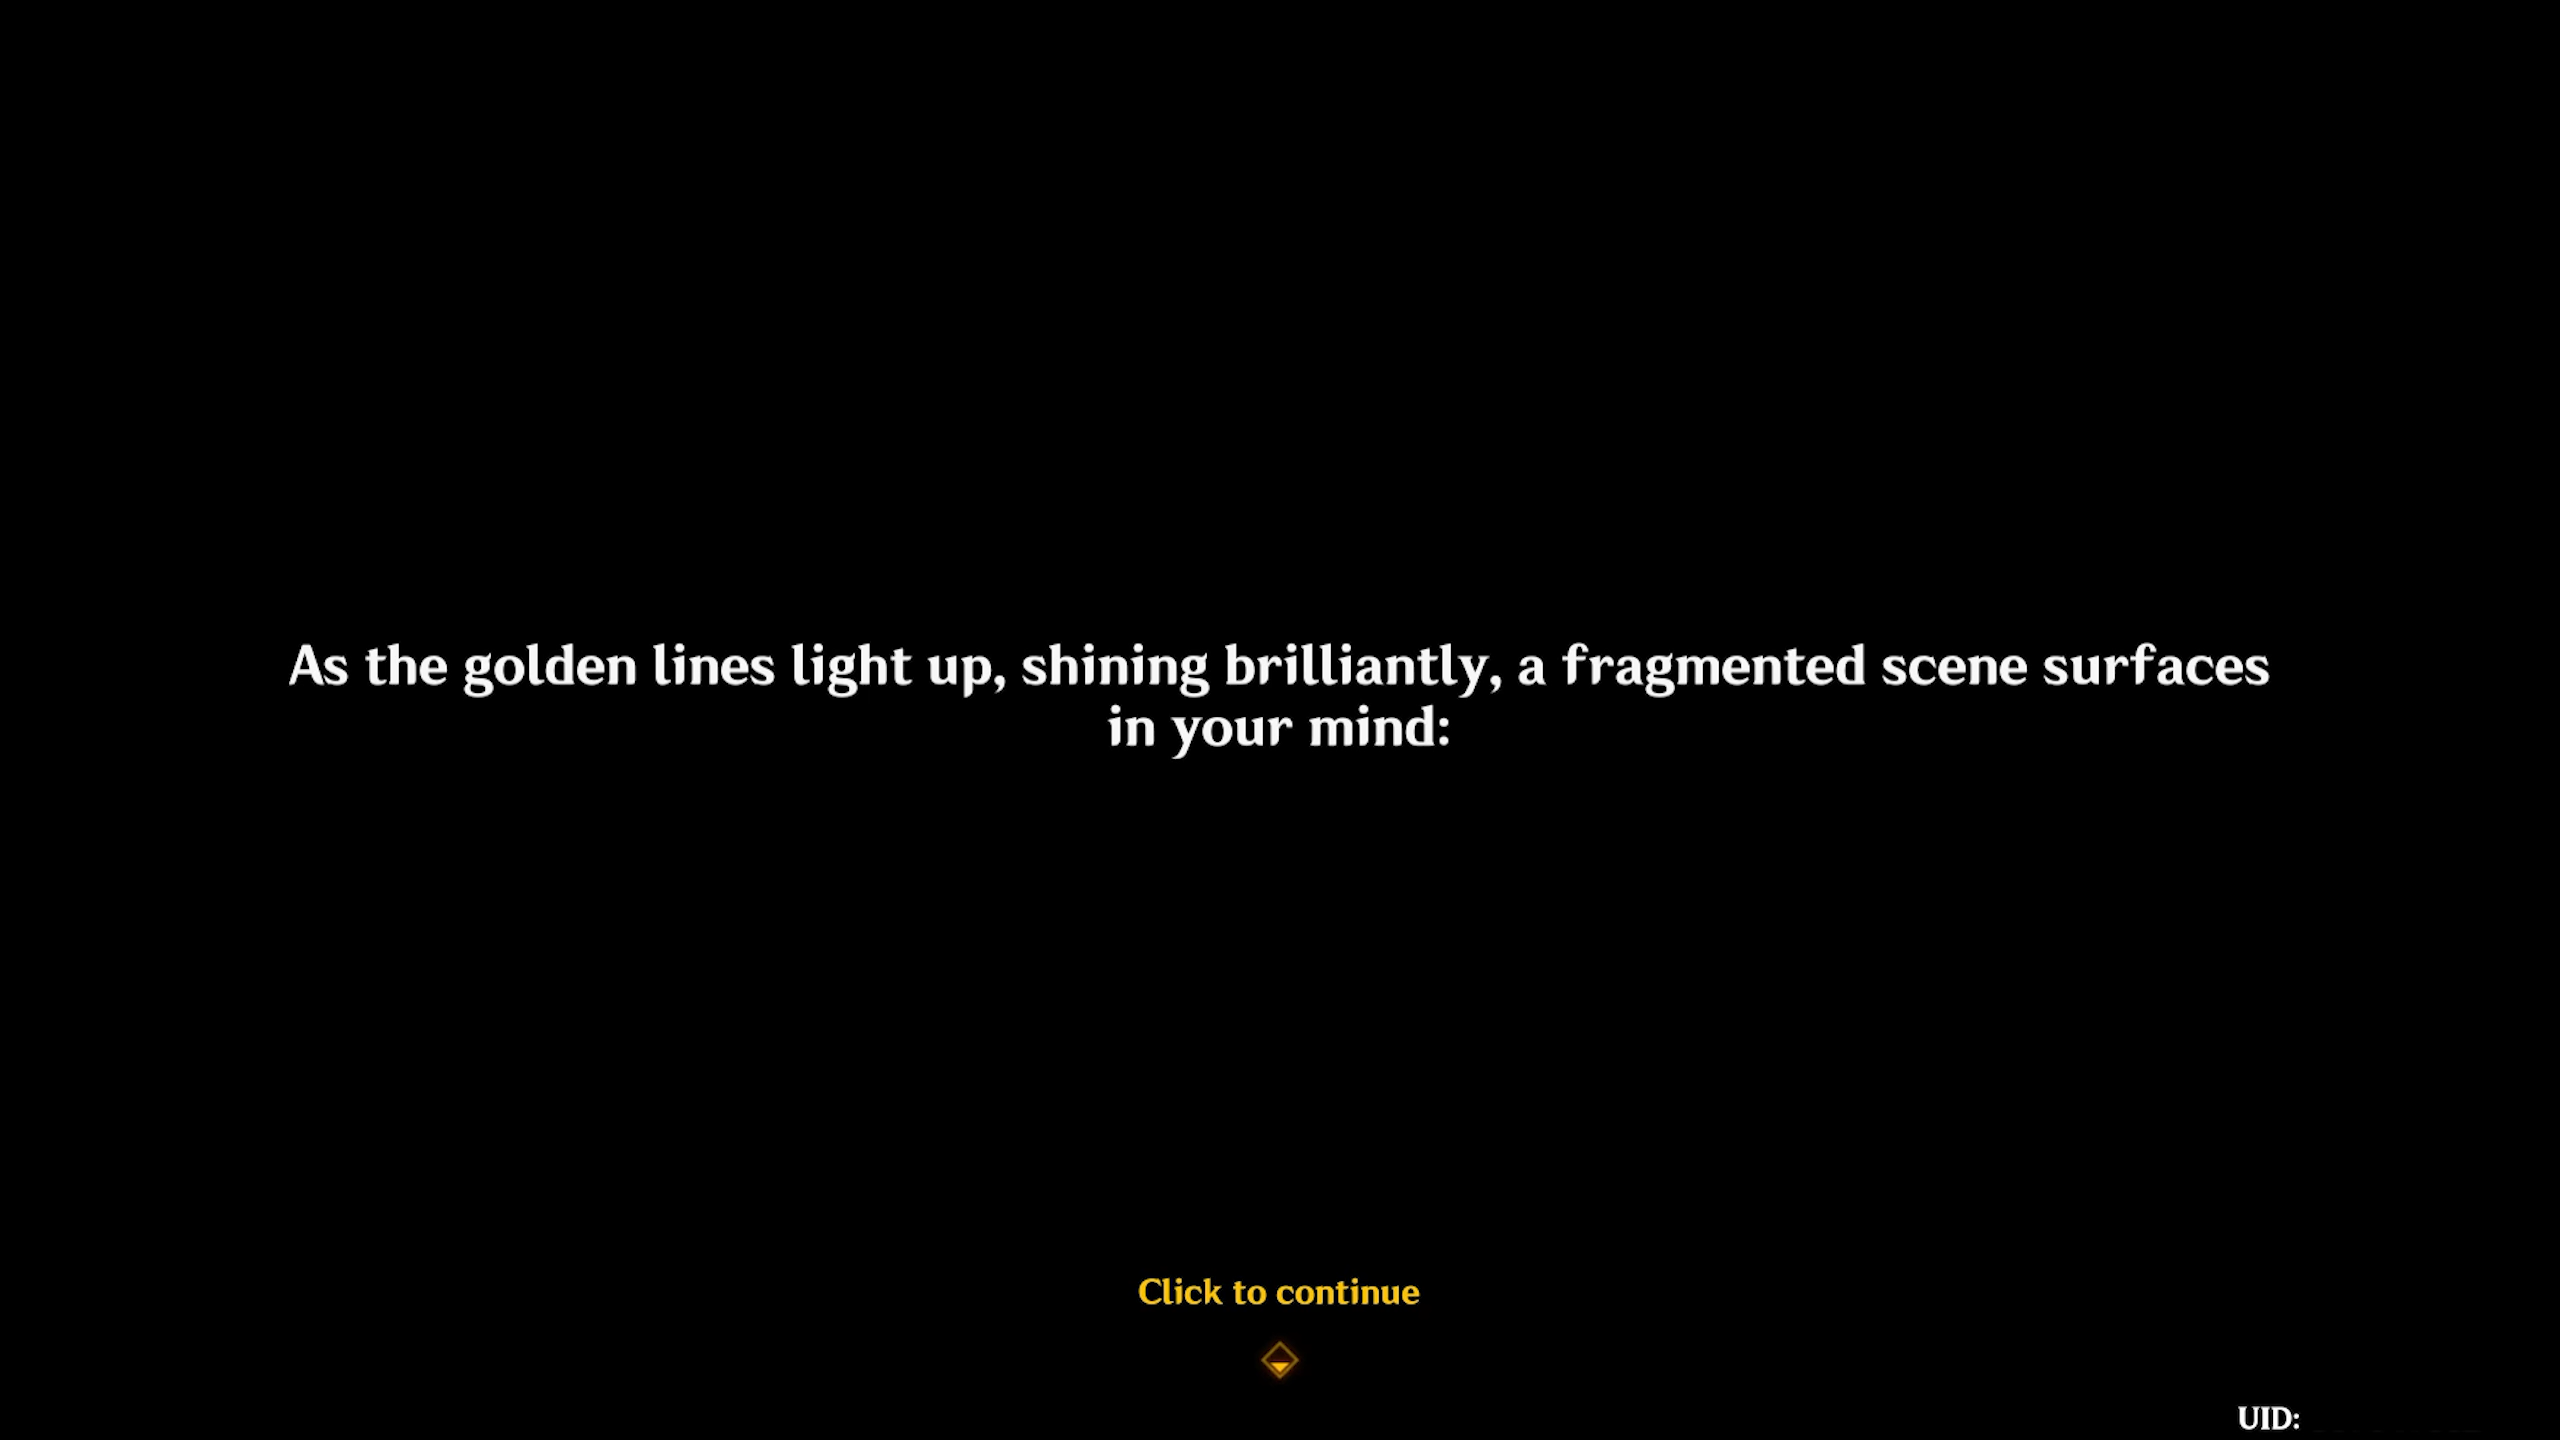 As the golden lines light up, shining brilliantly, a fragmented scene surfaces
in your mind:
Click to continue
UID: